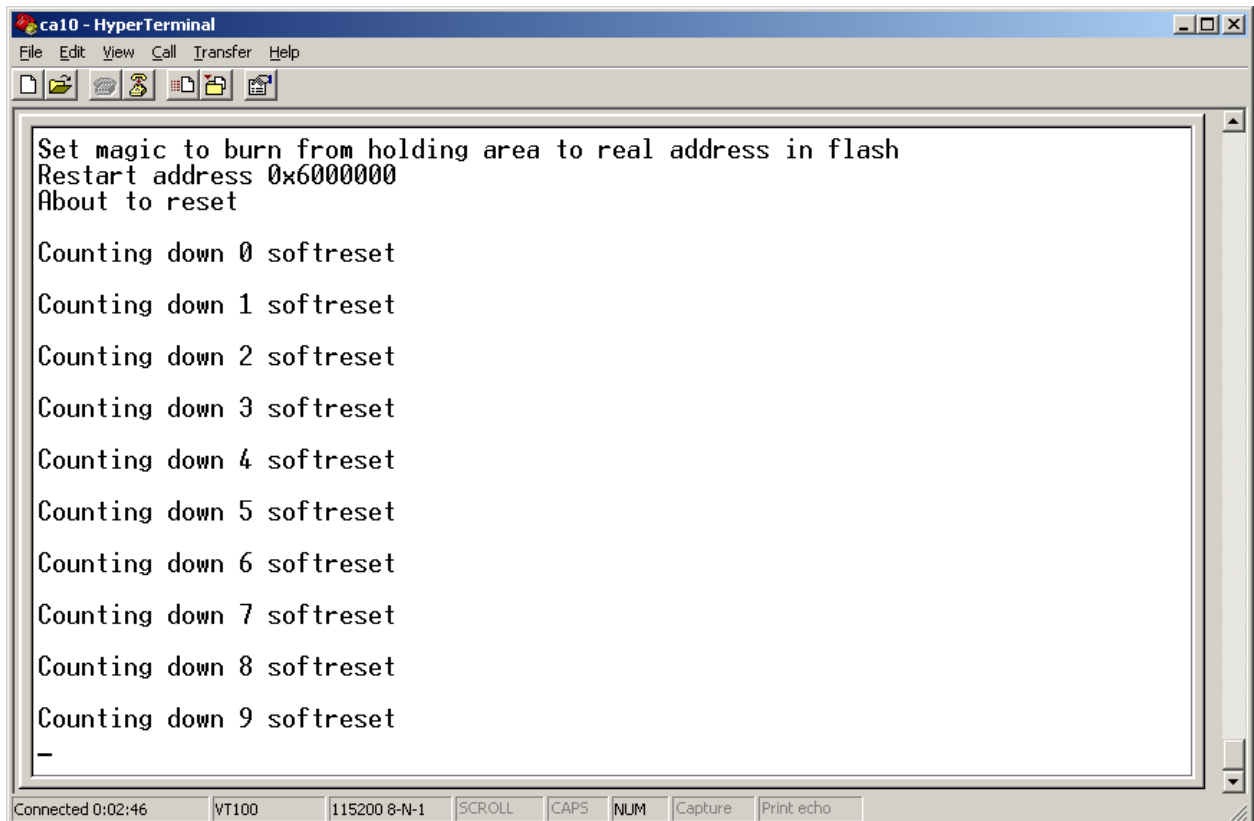 ca10 - HyperTerminal
File Edit View Call Transfer Help
Set magic to burn from holding area to real address in flash
Restart address 0x6000000
About to reset
Counting down 0 softreset
Counting down 1 softreset
Counting down 2 softreset
Counting down 3 softreset
Counting down 4 softreset
Counting down 5 softreset
Counting down 6 softreset
Counting down 7 softreset
Counting down 8 softreset
Counting down 9 softreset
Connected 0:02:46 VT100 115200 8-N-1 SCROLL CAPS NUM Capture Print echo